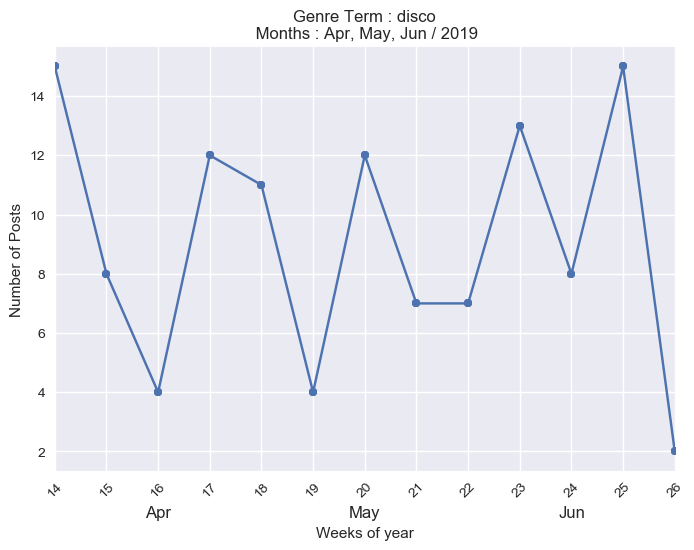 Genre Term : disco
Months : Apr, May, Jun / 2019
Number of Posts
14
12
10
8
6
4
2
14 15 16 17 18 19 20 21 22 23 24 25 26
Apr May Jun
Weeks of year